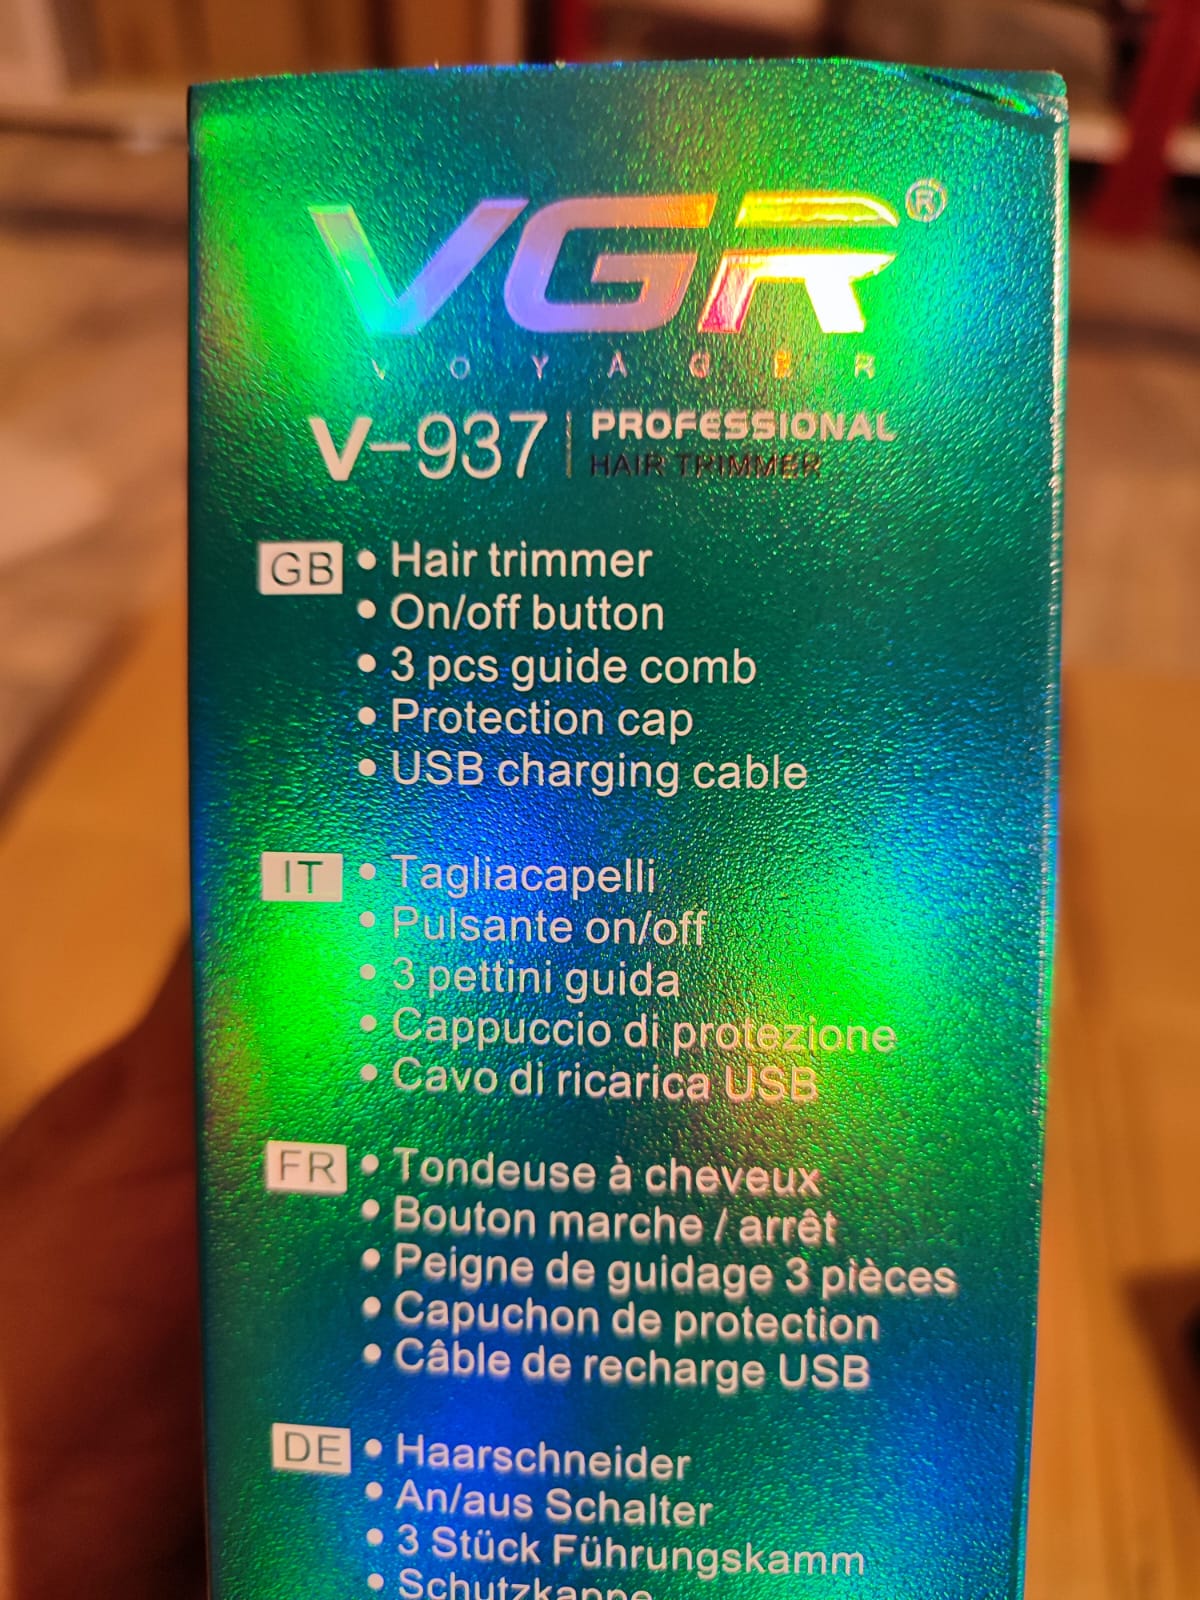 VGR®
VOYAGER
V-937 | PROFESSIONAL
HAIR TRIMMER
GB • Hair trimmer
• On/off button
• 3 pcs guide comb
• Protection cap
• USB charging cable
IT • Tagliacapelli
• Pulsante on/off
• 3 pettini guida
• Cappuccio di protezione
• Cavo di ricarica USB
FR • Tondeuse à cheveux
• Bouton marche / arrêt
• Peigne de guidage 3 pièces
• Capuchon de protection
• Câble de recharge USB
DE • Haarschneider
• An/aus Schalter
• 3 Stück Führungskamm
• Schutzkappe